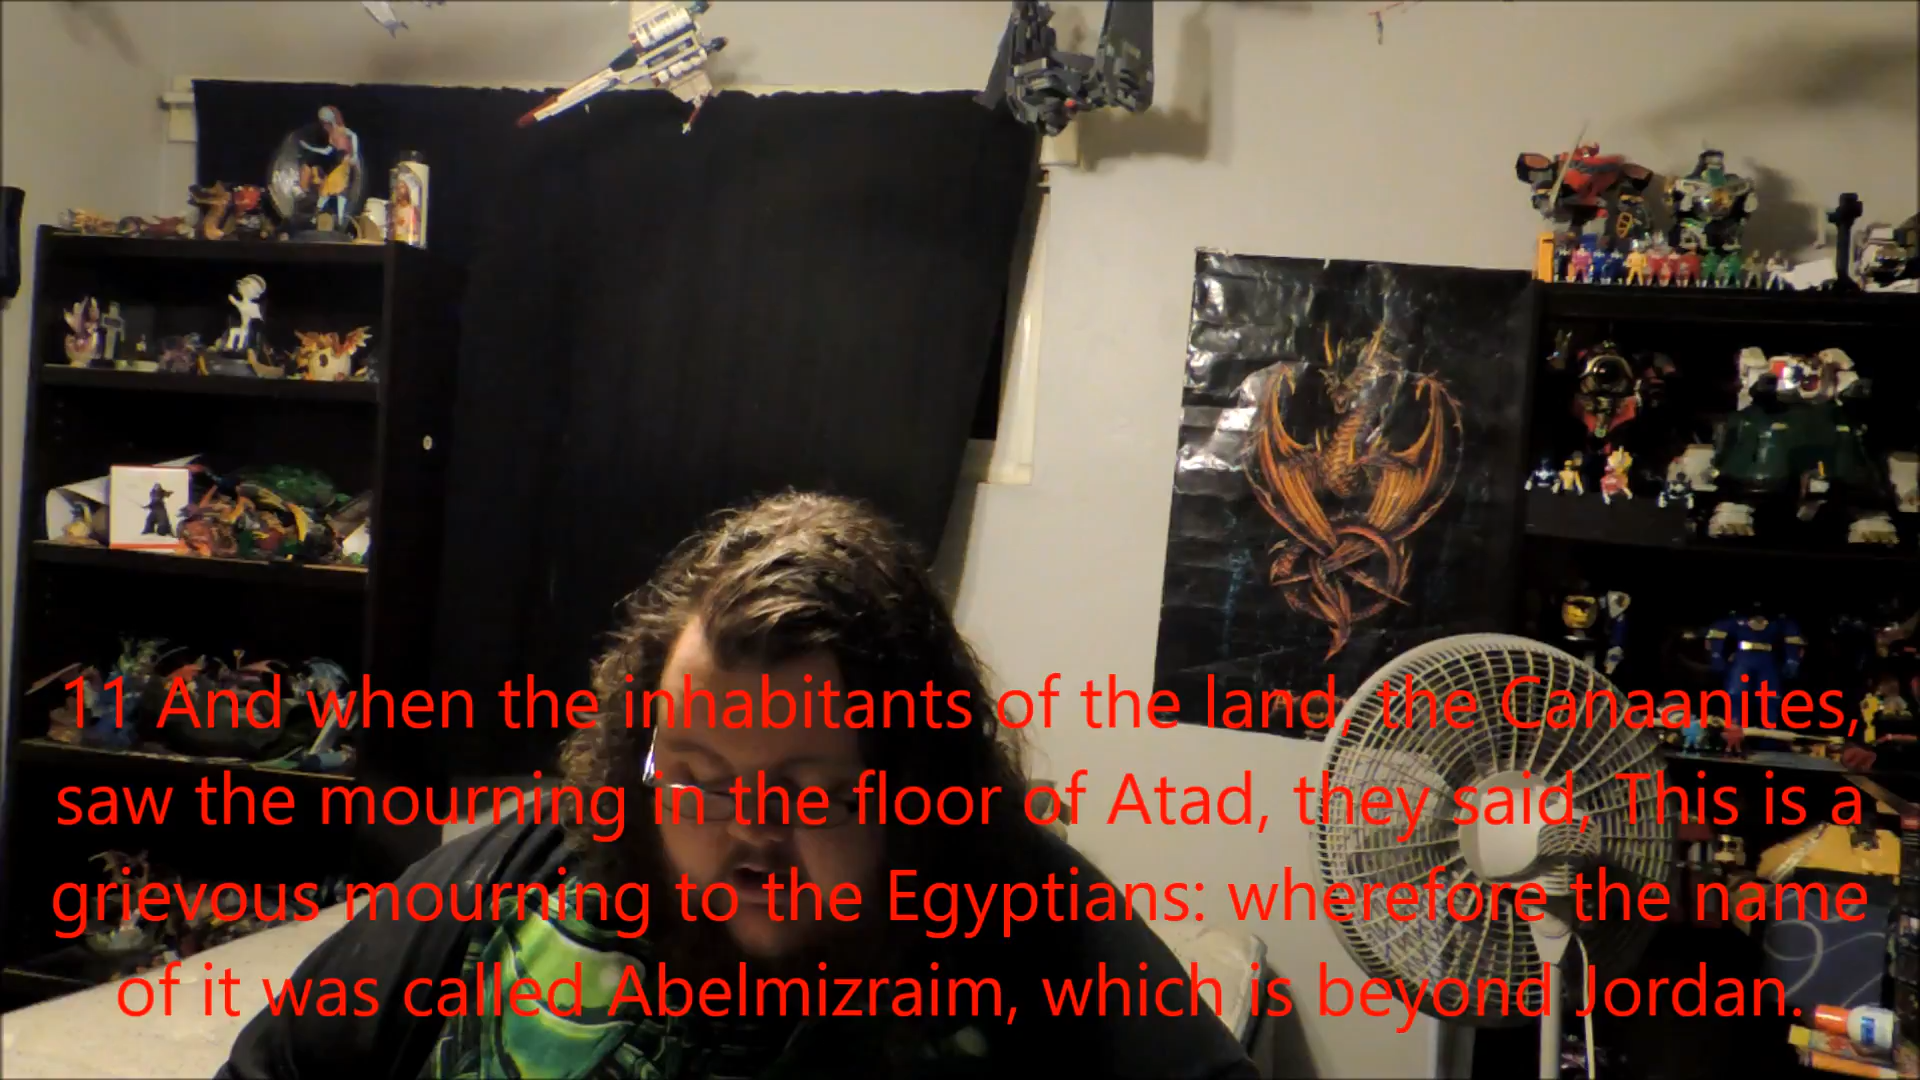 11 And when the inhabitants of the land, the Canaanites,
saw the mourning in the floor of Atad, they said, This is a
grievous mourning to the Egyptians: wherefore the name
of it was called Abelmizraim, which is beyond Jordan.